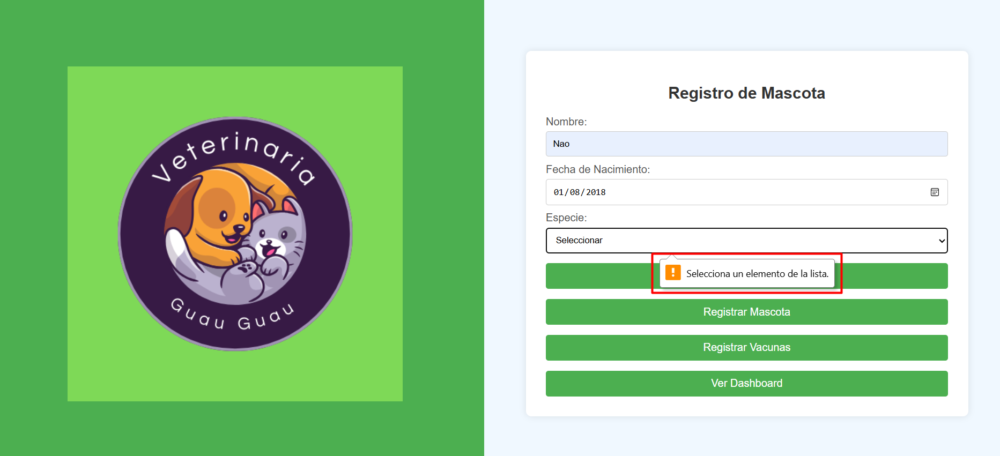 Veterinaria
Guau Guau
Registro de Mascota
Nombre:
Nao
Fecha de Nacimiento:
01/08/2018
Especie:
Seleccionar
Selecciona un elemento de la lista.
Registrar Mascota
Registrar Vacunas
Ver Dashboard